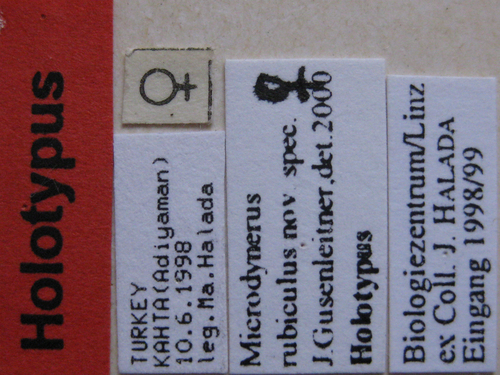 Holotypus
♀
TURKEY
KAHTA(Adiyaman)
10.6.1998
leg.Ma.Halada
Microdynerus ♀
rubiculus nov spec.
J.Gusenleitner,det.2000
Holotypus
Biologiezentrum/Linz
ex Coll. J. HALADA
Eingang 1998/99